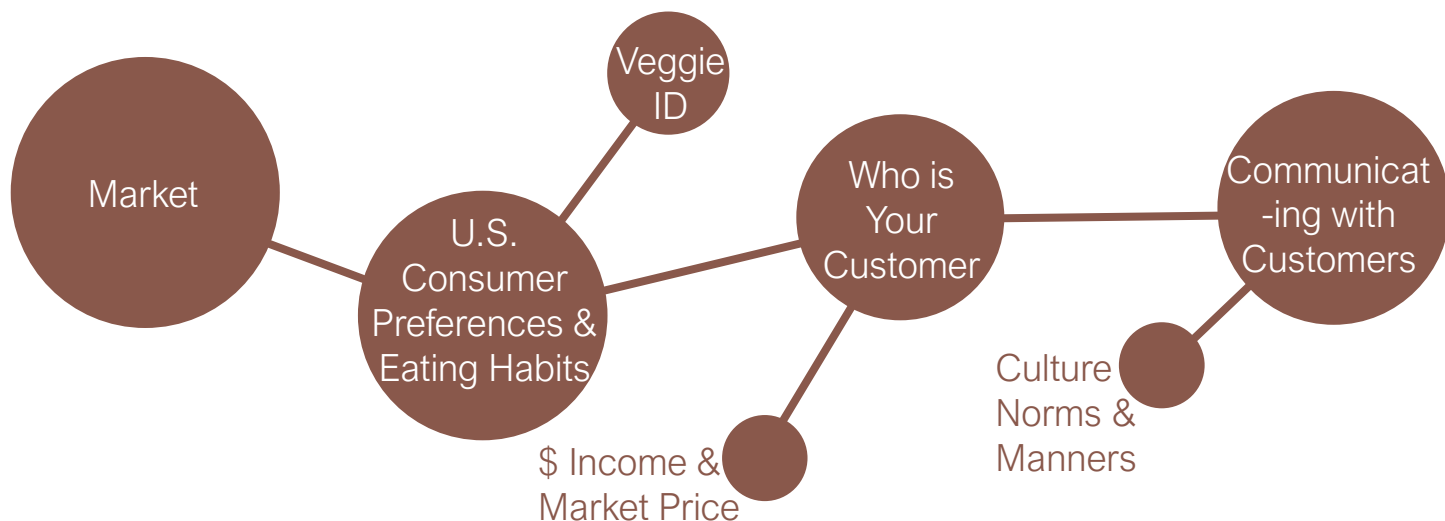 Market
U.S.
Consumer
Preferences &
Eating Habits
Veggie
ID
Who is
Your
Customer
$ Income &
Market Price
Communicat
-ing with
Customers
Culture
Norms &
Manners